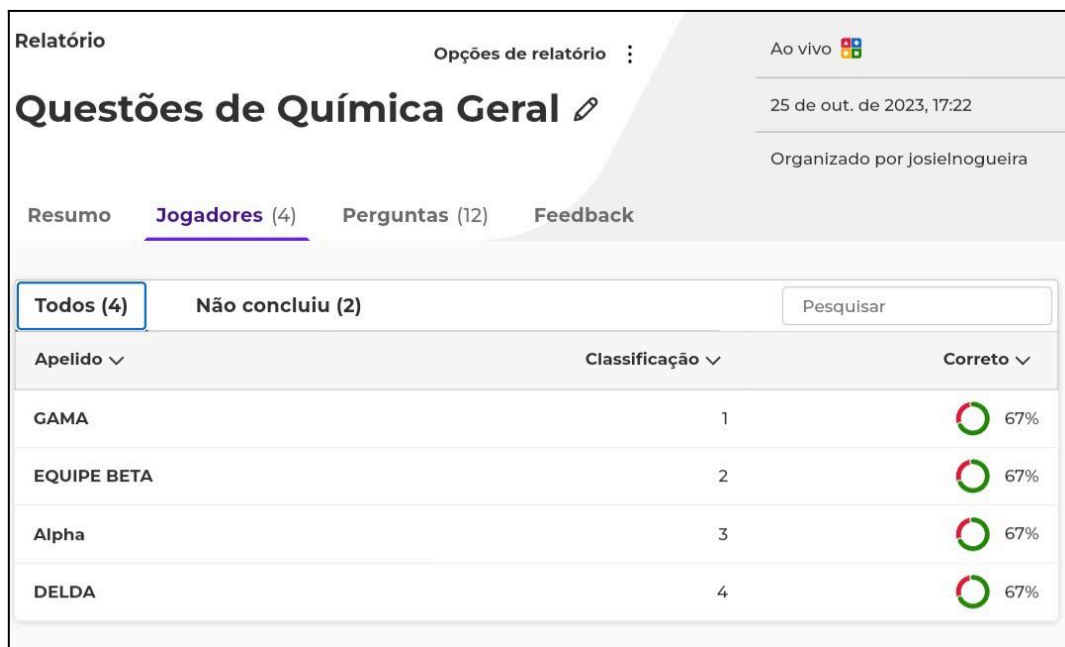 Relatório
Opções de relatório
Questões de Química Geral
Ao vivo
25 de out. de 2023, 17:22
Organizado por josielnogueira
Resumo Jogadores (4) Perguntas (12) Feedback
Todos (4) Não concluiu (2) Pesquisar
Apelido Classificação Correto
GAMA 1 67%
EQUIPE BETA 2 67%
Alpha 3 67%
DELDA 4 67%